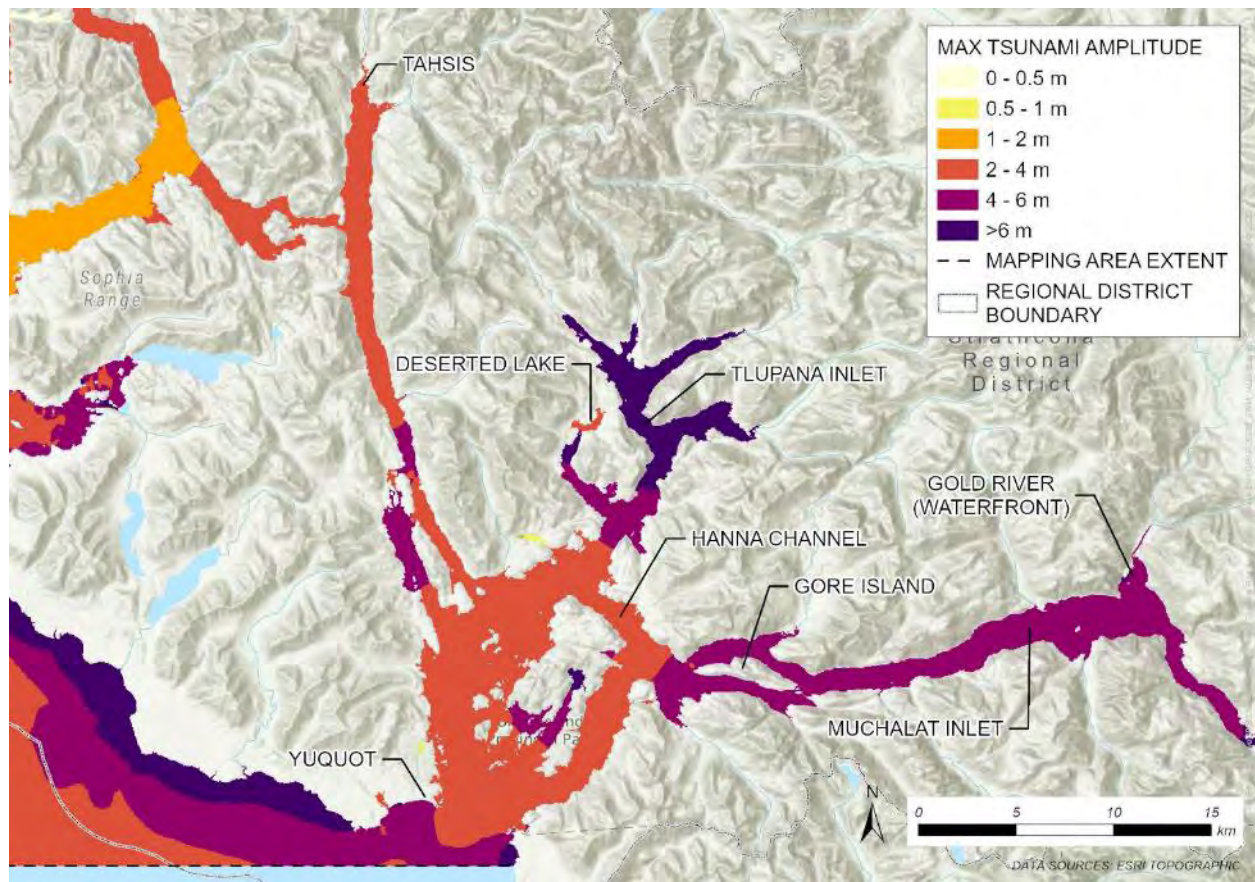 MAX TSUNAMI AMPLITUDE
0 - 0.5 m
0.5 - 1 m
1 - 2 m
2 - 4 m
4 - 6 m
>6 m
MAPPING AREA EXTENT
REGIONAL DISTRICT
BOUNDARY
TAHSIS
Sophia
Range
Strathcona
Regional
District
DESERTED LAKE
TLUPANA INLET
GOLD RIVER
(WATERFRONT)
HANNA CHANNEL
GORE ISLAND
MUCHALAT INLET
YUQUOT
N
0 5 10 15
km
DATA SOURCES: ESRI TOPOGRAPHIC